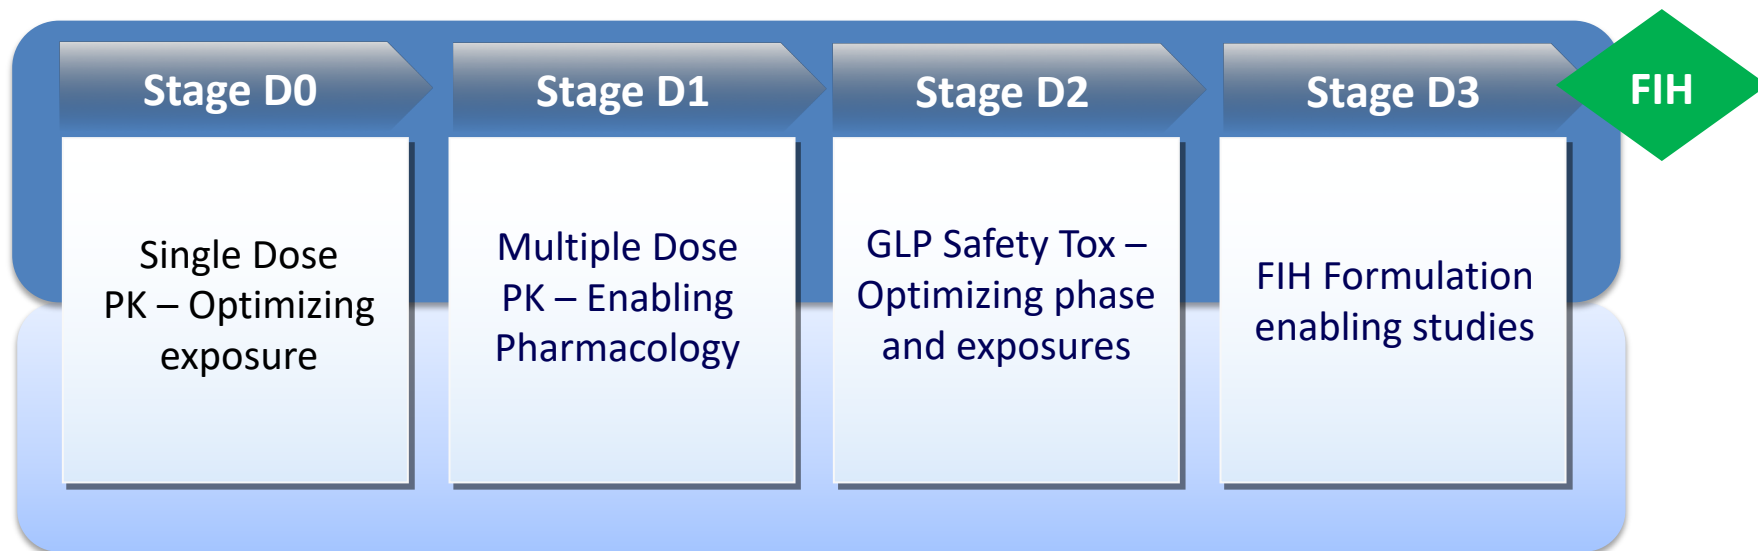 Stage D0
Stage D1
Stage D2
Stage D3
FIH
Single Dose
PK – Optimizing
exposure
Multiple Dose
PK – Enabling
Pharmacology
GLP Safety Tox –
Optimizing phase
and exposures
FIH Formulation
enabling studies